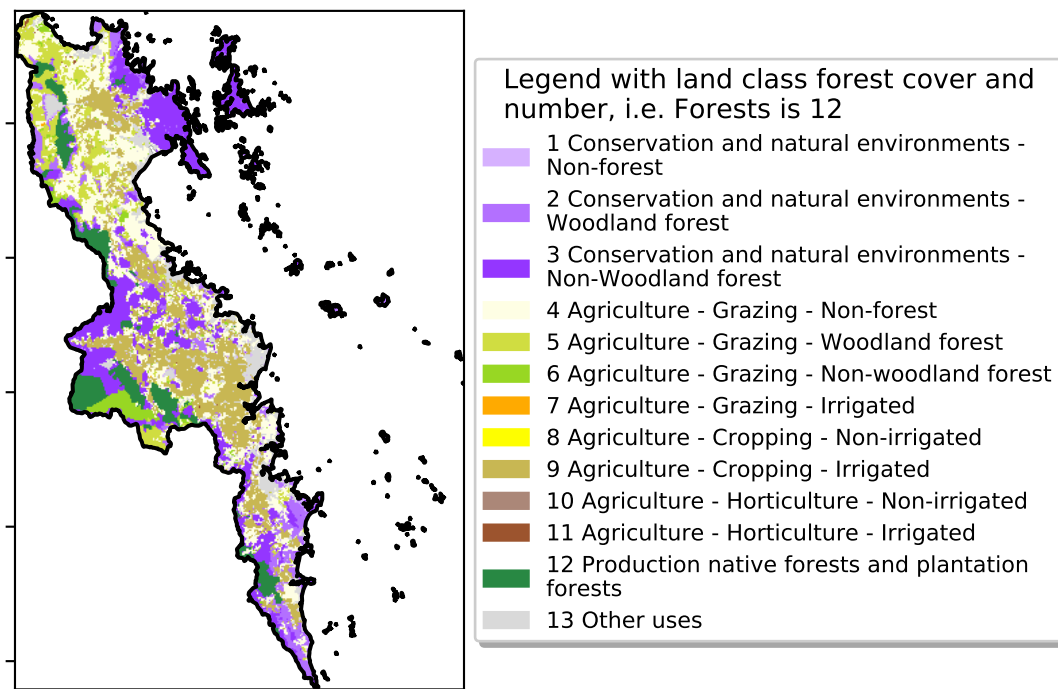 Legend with land class forest cover and
number, i.e. Forests is 12
1 Conservation and natural environments -
Non-forest
2 Conservation and natural environments -
Woodland forest
3 Conservation and natural environments -
Non-Woodland forest
4 Agriculture - Grazing - Non-forest
5 Agriculture - Grazing - Woodland forest
6 Agriculture - Grazing - Non-woodland forest
7 Agriculture - Grazing - Irrigated
8 Agriculture - Cropping - Non-irrigated
9 Agriculture - Cropping - Irrigated
10 Agriculture - Horticulture - Non-irrigated
11 Agriculture - Horticulture - Irrigated
12 Production native forests and plantation
forests
13 Other uses